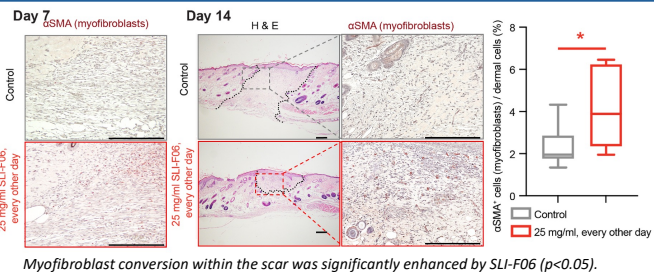 Day 7
αSMA (myofibroblasts)
Day 14
H & E
αSMA (myofibroblasts)
Control
Control
25 mg/ml SLI-F06,
every other day
25 mg/ml SLI-F06,
every other day
αSMA⁺ cells (myofibroblasts) / dermal cells (%)
8
6
4
2
0
*
Control
25 mg/ml, every other day
Myofibroblast conversion within the scar was significantly enhanced by SLI-F06 (p<0.05).